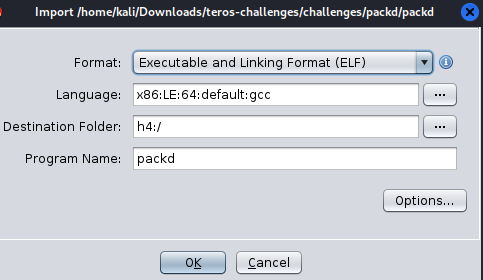 Import /home/kali/Downloads/teros-challenges/challenges/packd/packd
Format: Executable and Linking Format (ELF)
Language: x86:LE:64:default:gcc ...
Destination Folder: h4:/ ...
Program Name: packd
Options...
OK Cancel